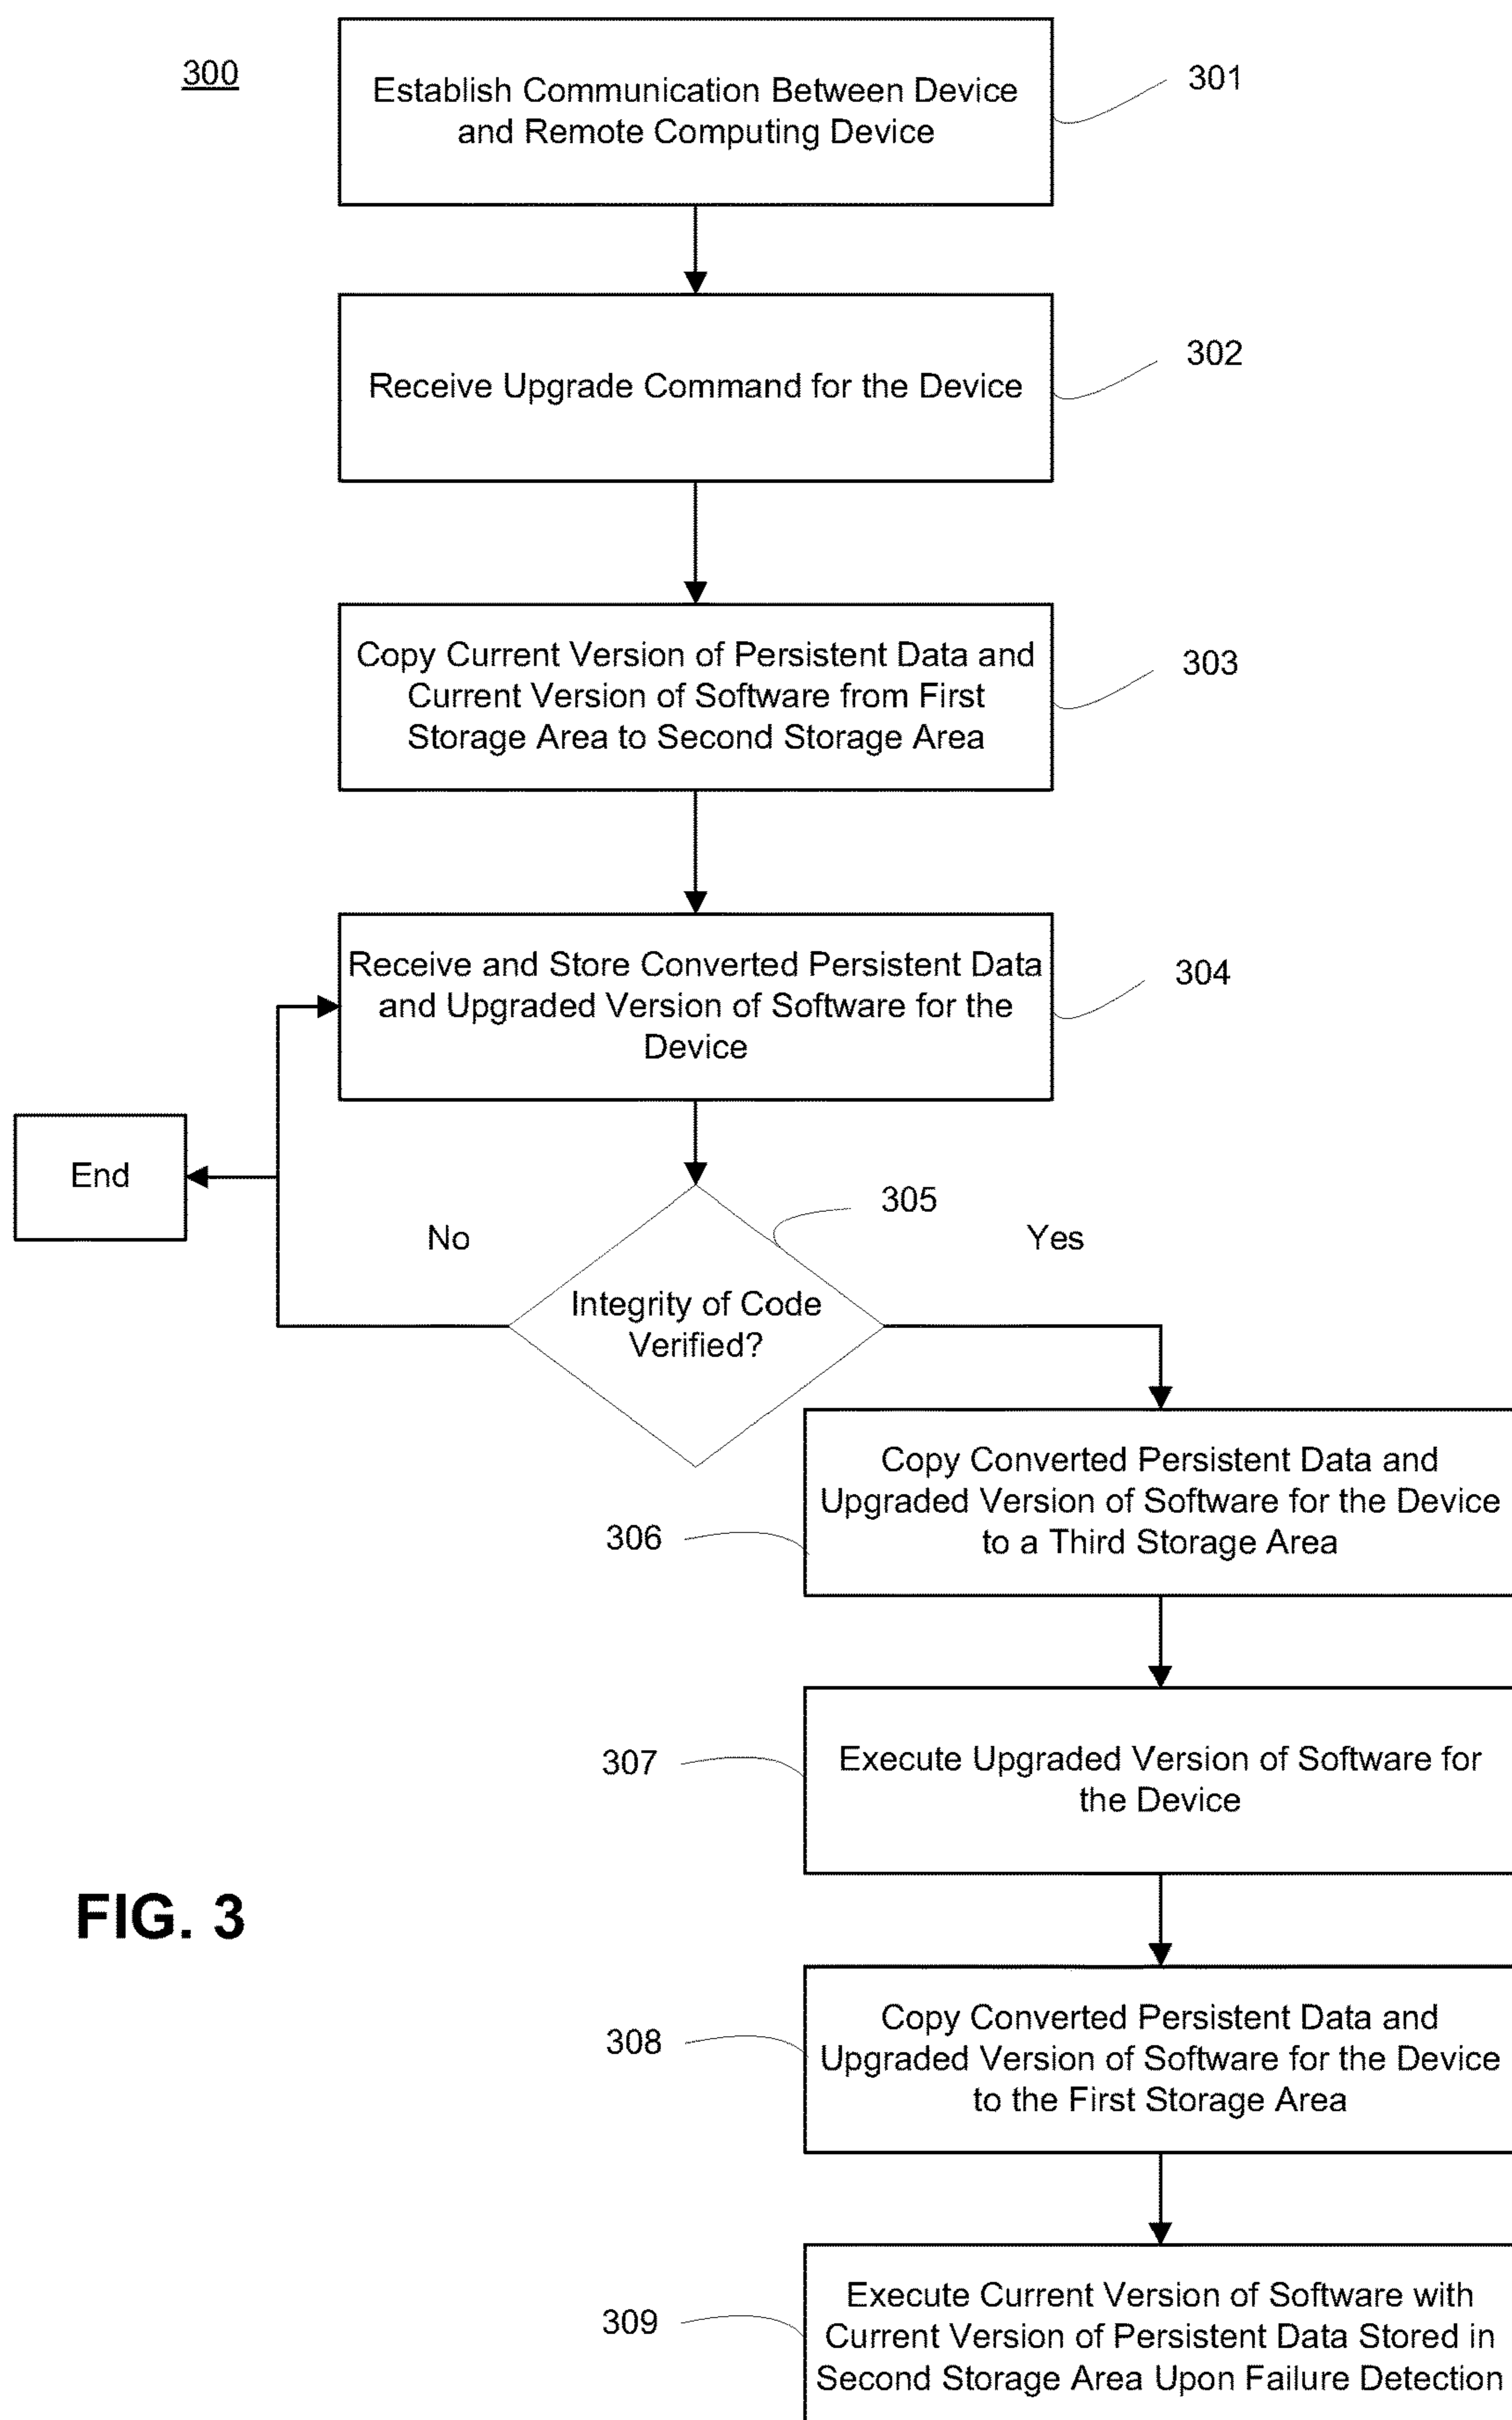 300
Establish Communication Between Device
and Remote Computing Device
301
Receive Upgrade Command for the Device
302
Copy Current Version of Persistent Data and
Current Version of Software from First
Storage Area to Second Storage Area
303
Receive and Store Converted Persistent Data
and Upgraded Version of Software for the
Device
304
End
No
305
Yes
Integrity of Code
Verified?
Copy Converted Persistent Data and
Upgraded Version of Software for the Device
to a Third Storage Area
306
Execute Upgraded Version of Software for
the Device
307
FIG. 3
Copy Converted Persistent Data and
Upgraded Version of Software for the Device
to the First Storage Area
308
Execute Current Version of Software with
Current Version of Persistent Data Stored in
Second Storage Area Upon Failure Detection
309